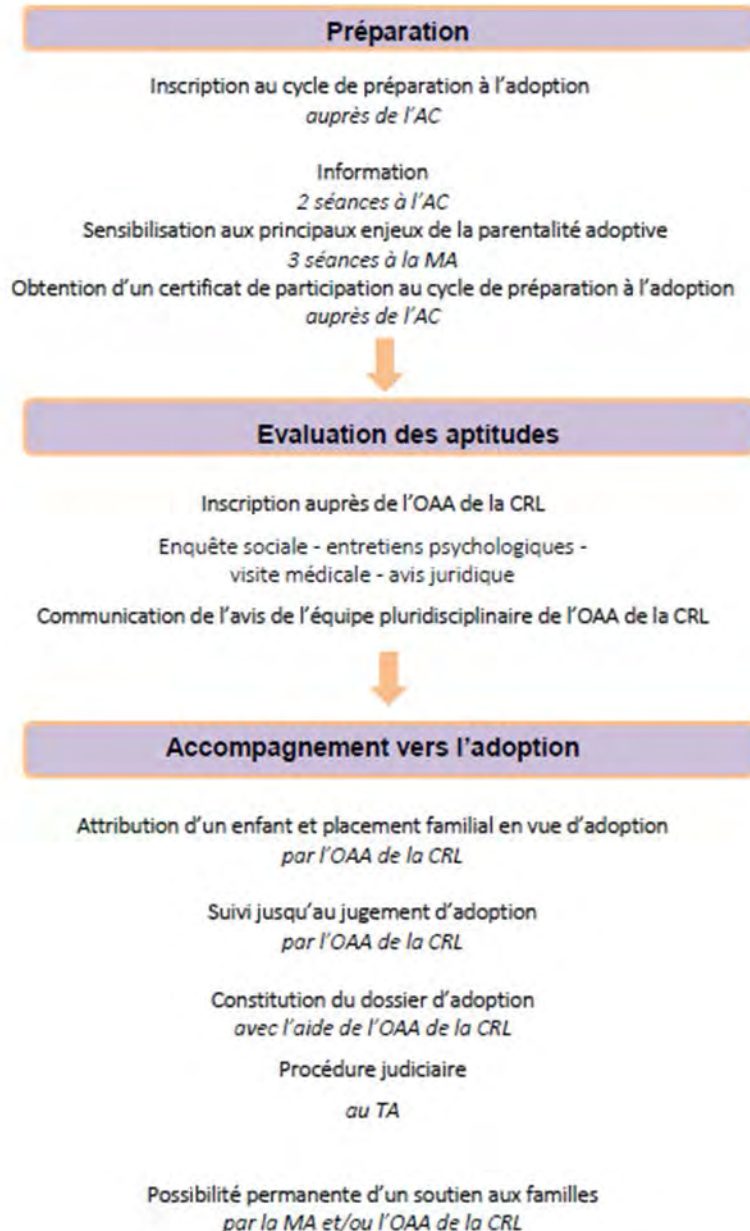 Préparation
Inscription au cycle de préparation à l'adoption
auprès de l'AC
Information
2 séances à l'AC
Sensibilisation aux principaux enjeux de la parentalité adoptive
3 séances à la MA
Obtention d'un certificat de participation au cycle de préparation à l'adoption
auprès de l'AC
Evaluation des aptitudes
Inscription auprès de l'OAA de la CRL
Enquête sociale - entretiens psychologiques -
visite médicale - avis juridique
Communication de l'avis de l'équipe pluridisciplinaire de l'OAA de la CRL
Accompagnement vers l'adoption
Attribution d'un enfant et placement familial en vue d'adoption
par l'OAA de la CRL
Suivi jusqu'au jugement d'adoption
par l'OAA de la CRL
Constitution du dossier d'adoption
avec l'aide de l'OAA de la CRL
Procédure judiciaire
au TA
Possibilité permanente d'un soutien aux familles
par la MA et/ou l'OAA de la CRL